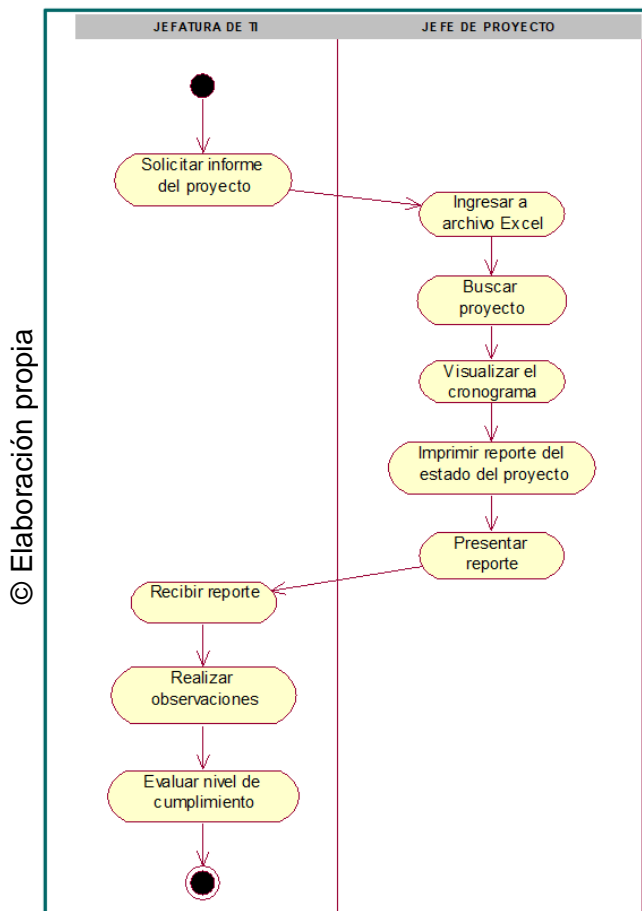 JEFATURA DE TI
JEFE DE PROYECTO
Solicitar informe
del proyecto
Ingresar a
archivo Excel
Buscar
proyecto
Visualizar el
cronograma
Imprimir reporte del
estado del proyecto
Presentar
reporte
Recibir reporte
Realizar
observaciones
Evaluar nivel de
cumplimiento
© Elaboración propia